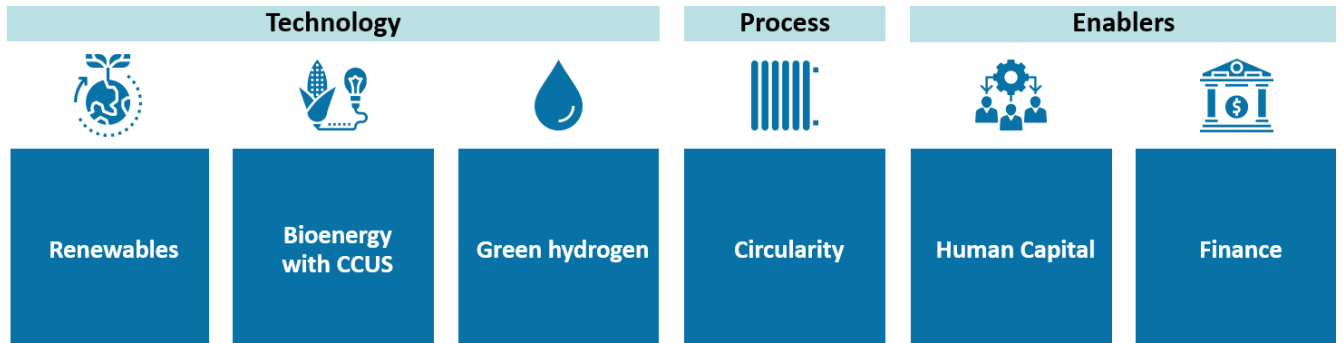 Technology
Process
Enablers
$
Renewables
Bioenergy
with CCUS
Green hydrogen
Circularity
Human Capital
Finance